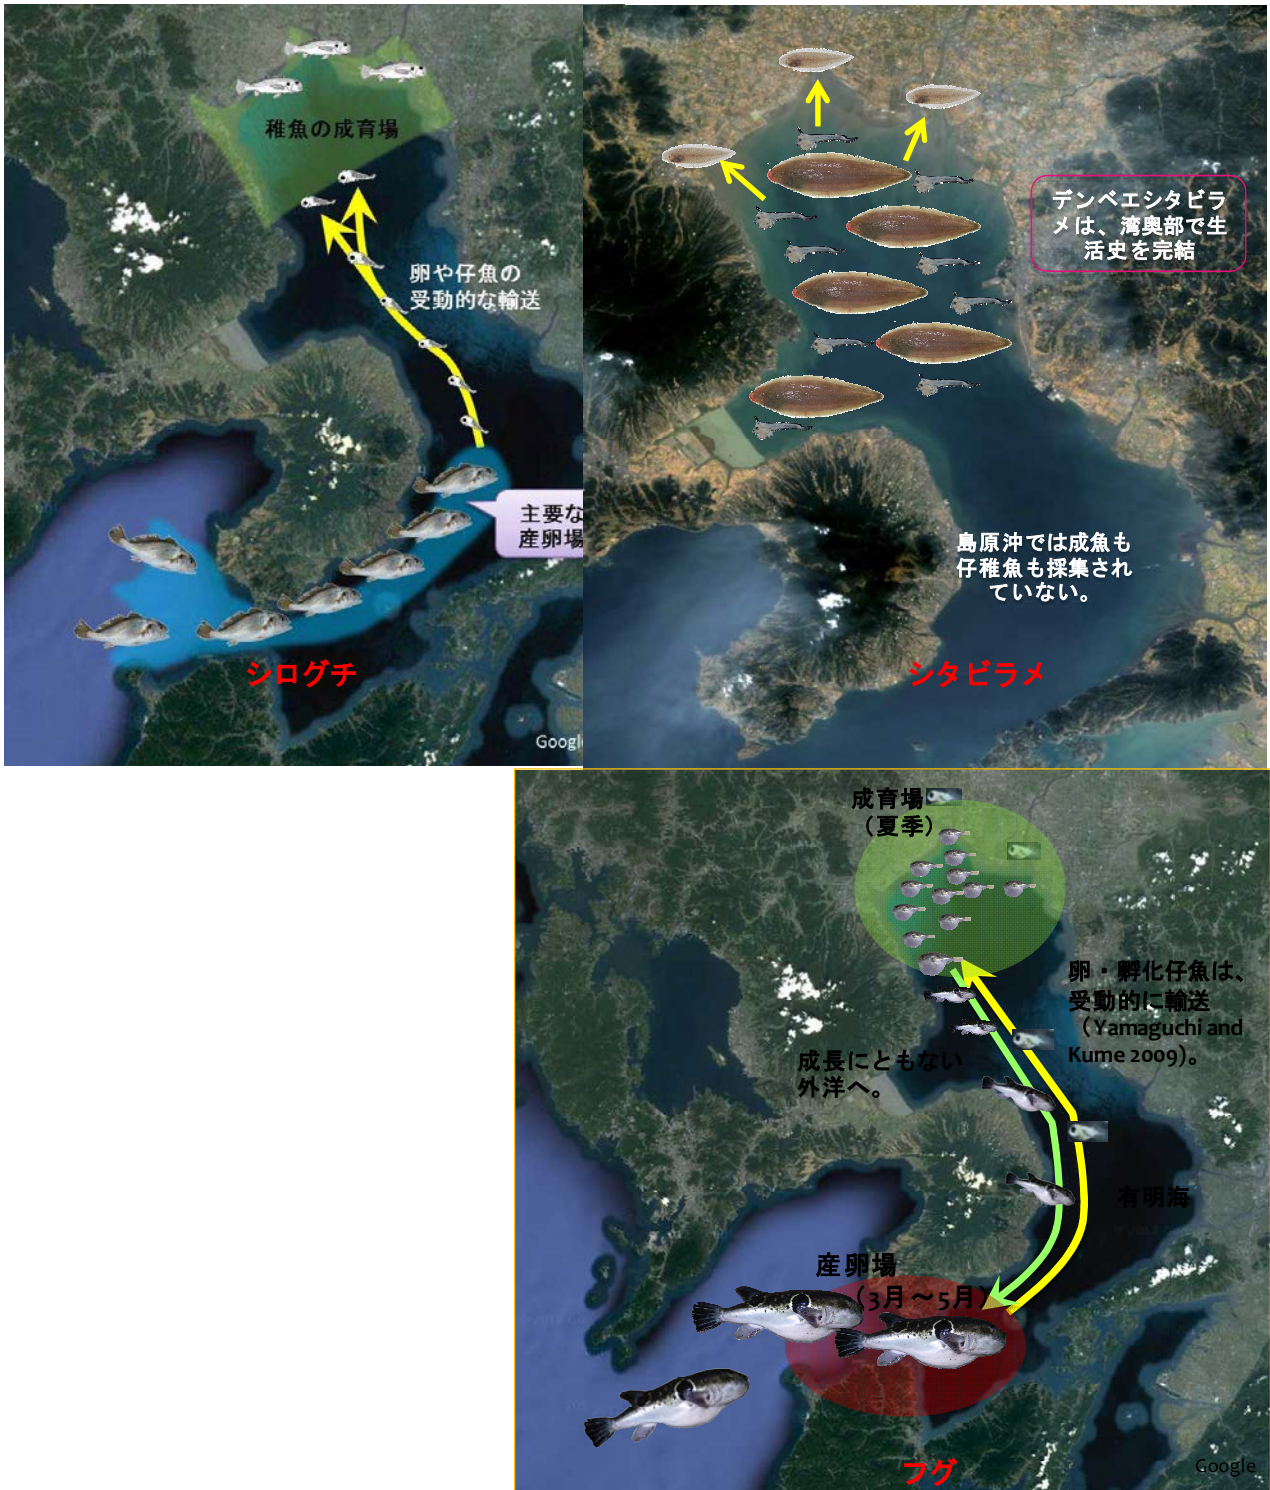 稚魚の成育場
卵や仔魚の
受動的な輸送
主要な
産卵場
シログチ
Google
デンベエシタビラ
メは、湾奥部で生
活史を完結
島原沖では成魚も
仔稚魚も採集され
ていない。
シタビラメ
成育場
（夏季）
卵・孵化仔魚は、
受動的に輸送
（Yamaguchi and
Kume 2009)。
成長にともない
外洋へ。
有明海
産卵場
（3月～5月）
フグ
Google